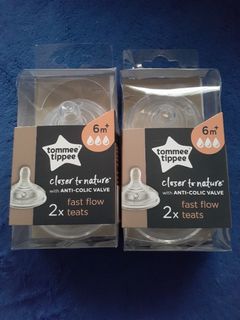 6m+
tommee
tippee
closer to nature
with ANTI-COLIC VALVE
fast flow
2x teats
6m+
tommee
tippee
closer to nature
with ANTI-COLIC VALVE
fast flow
2x teats